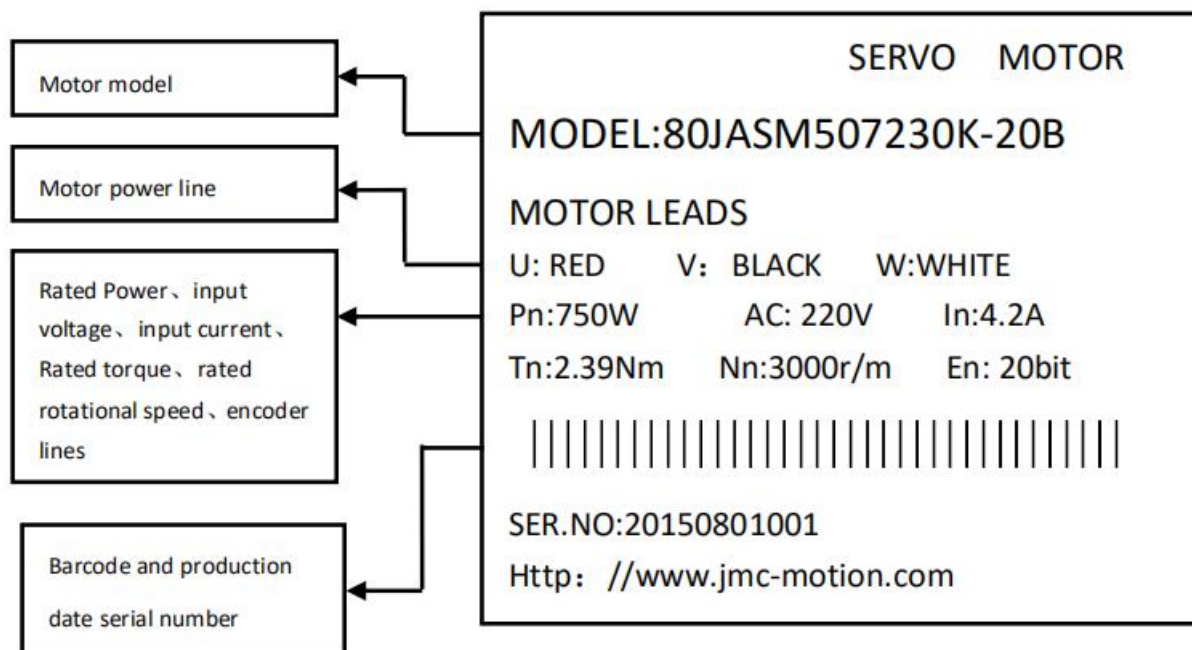 Motor model
Motor power line
Rated Power、input
voltage、input current、
Rated torque、rated
rotational speed、encoder
lines
Barcode and production
date serial number
SERVO MOTOR
MODEL:80JASM507230K-20B
MOTOR LEADS
U: RED V：BLACK W:WHITE
Pn:750W AC: 220V In:4.2A
Tn:2.39Nm Nn:3000r/m En: 20bit
SER.NO:20150801001
Http：//www.jmc-motion.com